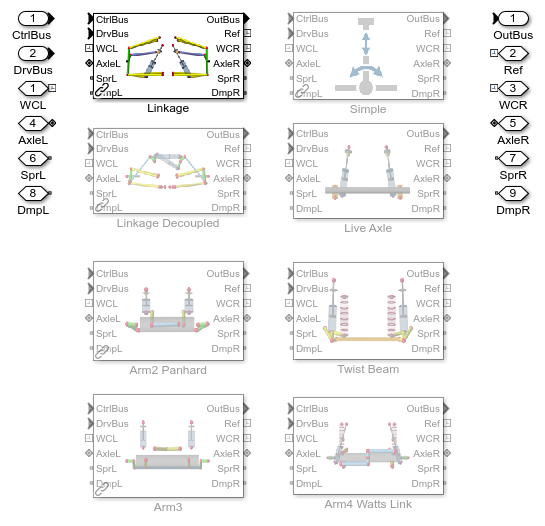 1
CtrlBus
2
DrvBus
1
WCL
4
AxleL
6
SprL
8
DmpL
CtrlBus OutBus
DrvBus Ref
WCL WCR
AxleL AxleR
SprL SprR
DmpL DmpR
Linkage
CtrlBus OutBus
DrvBus Ref
WCL WCR
AxleL AxleR
SprL SprR
DmpL DmpR
Simple
1
OutBus
2
Ref
3
WCR
5
AxleR
7
SprR
9
DmpR
CtrlBus OutBus
DrvBus Ref
WCL WCR
AxleL AxleR
SprL SprR
DmpL DmpR
Linkage Decoupled
CtrlBus OutBus
DrvBus Ref
WCL WCR
AxleL AxleR
SprL SprR
DmpL DmpR
Live Axle
CtrlBus OutBus
DrvBus Ref
WCL WCR
AxleL AxleR
SprL SprR
DmpL DmpR
Arm2 Panhard
CtrlBus OutBus
DrvBus Ref
WCL WCR
AxleL AxleR
SprL SprR
DmpL DmpR
Twist Beam
CtrlBus OutBus
DrvBus Ref
WCL WCR
AxleL AxleR
SprL SprR
DmpL DmpR
Arm3
CtrlBus OutBus
DrvBus Ref
WCL WCR
AxleL AxleR
SprL SprR
DmpL DmpR
Arm4 Watts Link